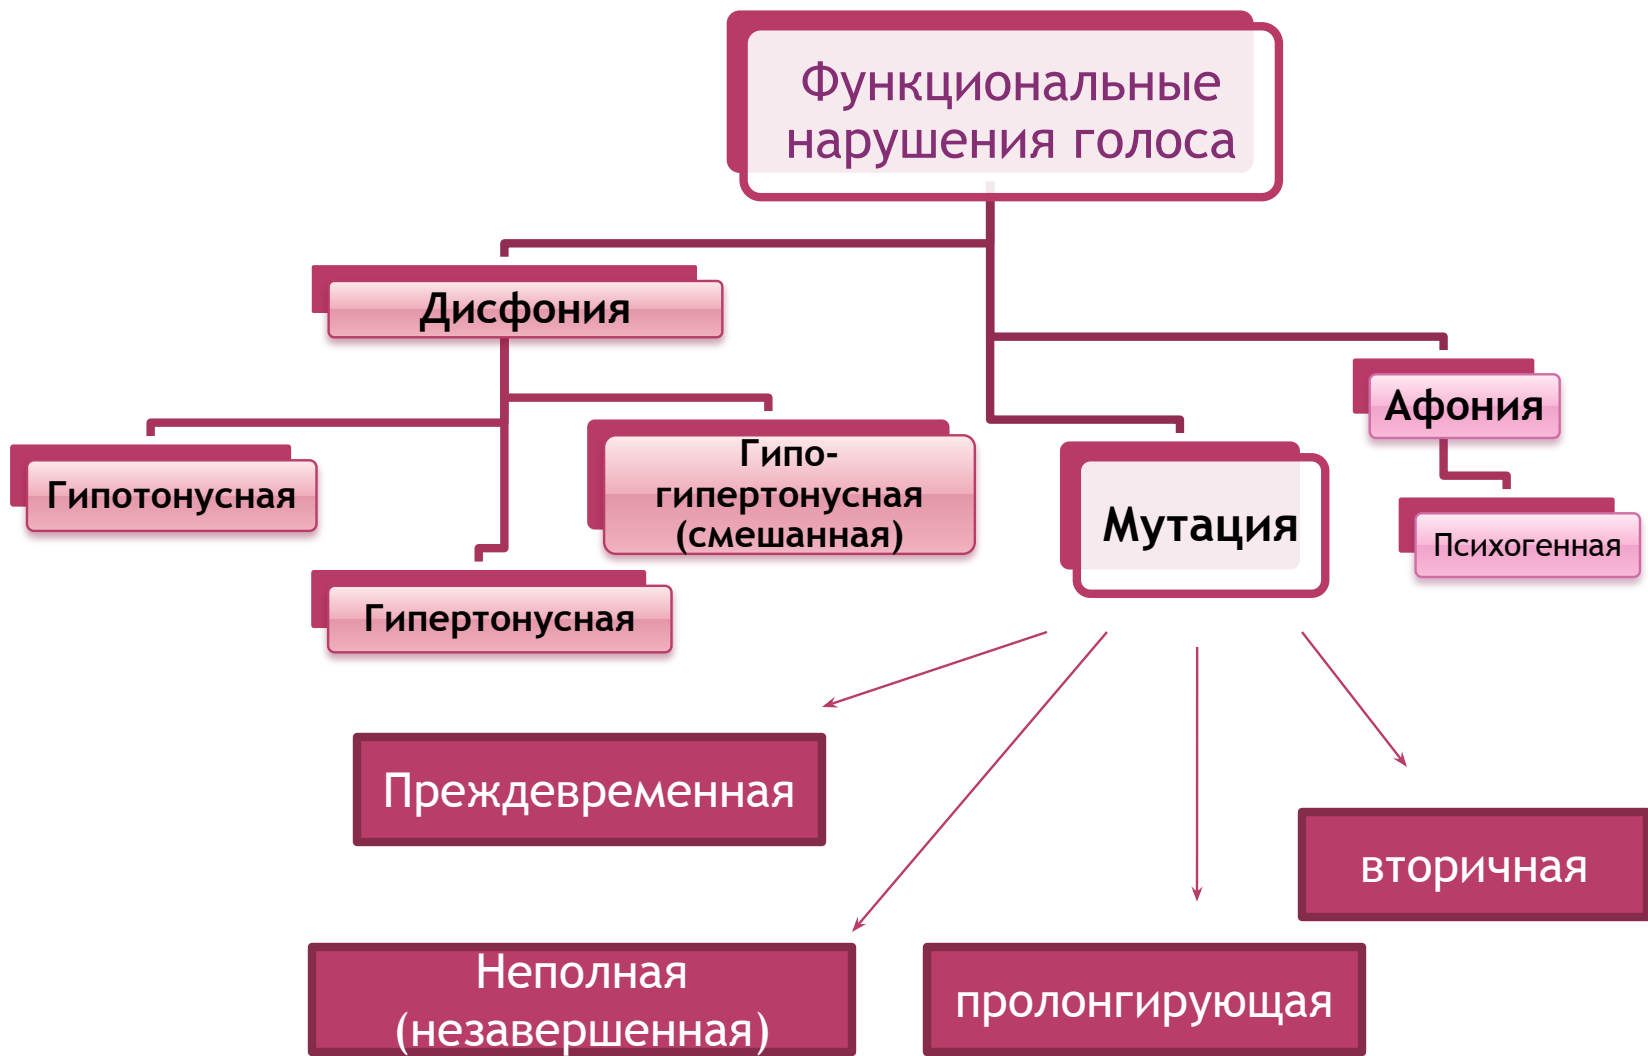 Функциональные
нарушения голоса
Дисфония
Афония
Гипотонусная
Гипо-
гипертонусная
(смешанная)
Мутация
Психогенная
Гипертонусная
Преждевременная
вторичная
Неполная
(незавершенная)
пролонгирующая